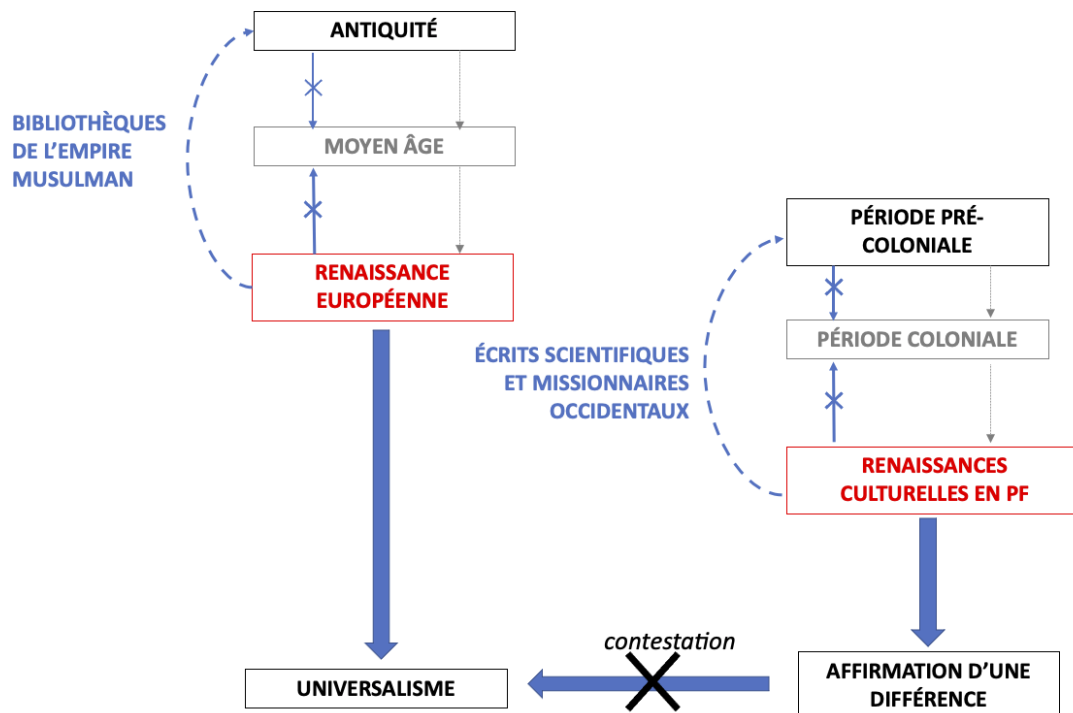 ANTIQUITÉ
BIBLIOTHÈQUES
DE L'EMPIRE
MUSULMAN
MOYEN ÂGE
RENAISSANCE
EUROPÉENNE
PÉRIODE PRÉ-
COLONIALE
PÉRIODE COLONIALE
ÉCRITS SCIENTIFIQUES
ET MISSIONNAIRES
OCCIDENTAUX
RENAISSANCES
CULTURELLES EN PF
contestation
UNIVERSALISME
AFFIRMATION D'UNE
DIFFÉRENCE